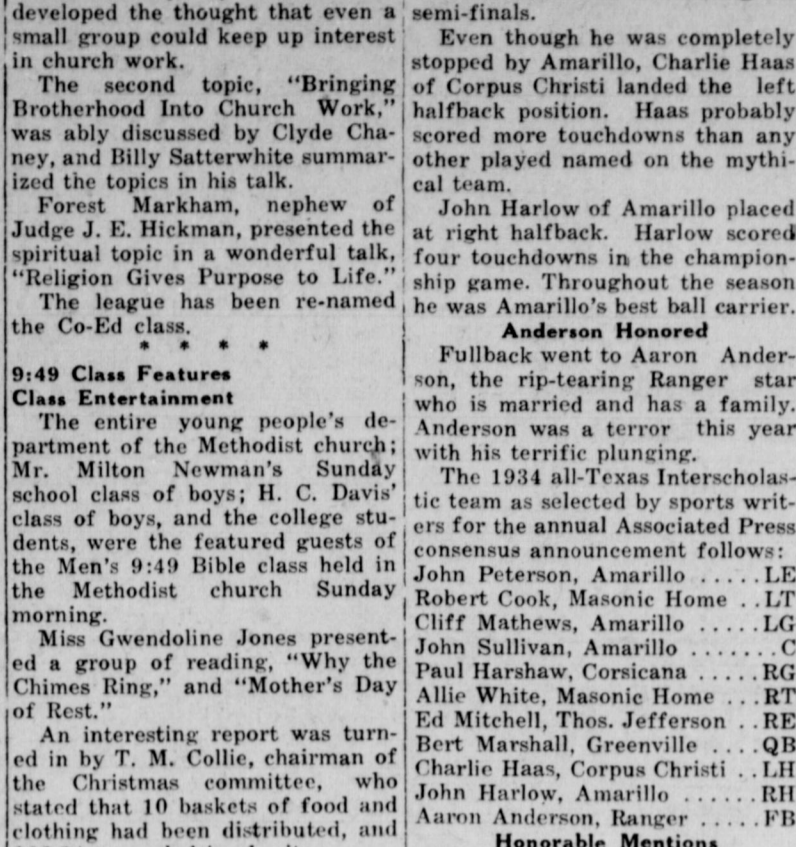 developed the thought that even a
small group could keep up interest
in church work.
The second topic, "Bringing
Brotherhood Into Church Work,"
was ably discussed by Clyde Cha-
ney, and Billy Satterwhite summar-
ized the topics in his talk.
Forest Markham, nephew of
Judge J. E. Hickman, presented the
spiritual topic in a wonderful talk,
"Religion Gives Purpose to Life."
The league has been re-named
the Co-Ed class.
* * * *
9:49 Class Features
Class Entertainment
The entire young people's de-
partment of the Methodist church;
Mr. Milton Newman's Sunday
school class of boys; H. C. Davis'
class of boys, and the college stu-
dents, were the featured guests of
the Men's 9:49 Bible class held in
the Methodist church Sunday
morning.
Miss Gwendoline Jones present-
ed a group of reading, "Why the
Chimes Ring," and "Mother's Day
of Rest."
An interesting report was turn-
ed in by T. M. Collie, chairman of
the Christmas committee, who
stated that 10 baskets of food and
clothing had been distributed, and
semi-finals.
Even though he was completely
stopped by Amarillo, Charlie Haas
of Corpus Christi landed the left
halfback position. Haas probably
scored more touchdowns than any
other played named on the mythi-
cal team.
John Harlow of Amarillo placed
at right halfback. Harlow scored
four touchdowns in the champion-
ship game. Throughout the season
he was Amarillo's best ball carrier.
Anderson Honored
Fullback went to Aaron Ander-
son, the rip-tearing Ranger star
who is married and has a family.
Anderson was a terror this year
with his terrific plunging.
The 1934 all-Texas Interscholas-
tic team as selected by sports writ-
ers for the annual Associated Press
consensus announcement follows:
John Peterson, Amarillo ..... LE
Robert Cook, Masonic Home .. LT
Cliff Mathews, Amarillo ..... LG
John Sullivan, Amarillo ....... C
Paul Harshaw, Corsicana ..... RG
Allie White, Masonic Home ... RT
Ed Mitchell, Thos. Jefferson .. RE
Bert Marshall, Greenville .... QB
Charlie Haas, Corpus Christi .. LH
John Harlow, Amarillo ...... RH
Aaron Anderson, Ranger ..... FB
Honorable Mentions